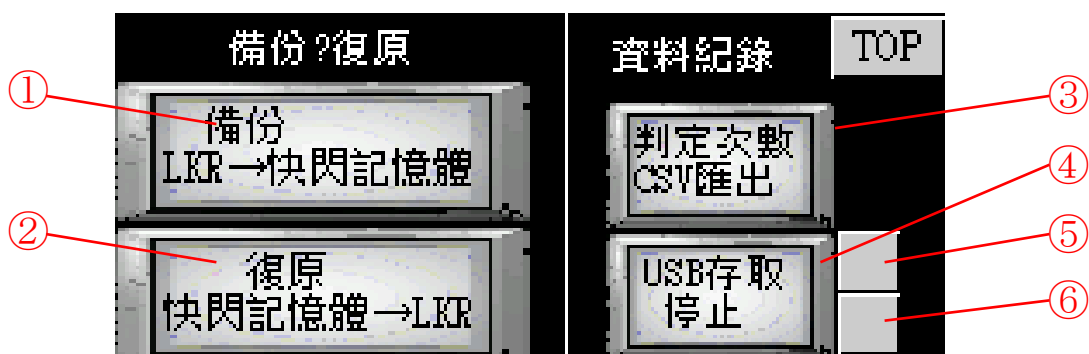 備份?復原
資料紀錄
TOP
①
備份
LKR→快閃記憶體
②
復原
快閃記憶體→LKR
判定次數
CSV匯出
③
USB存取
停止
④
⑤
⑥